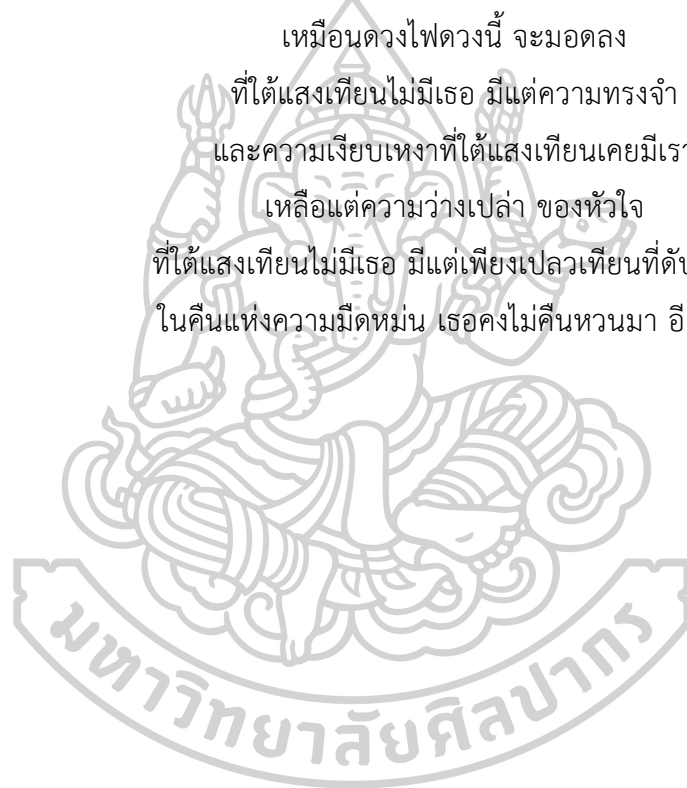 เหมือนดวงไฟดวงนี้ จะมอดลง
ที่ใต้แสงเทียนไม่มีเธอ มีแต่ความทรงจำ
และความเงียบเหงาที่ใต้แสงเทียนเคยมีเรา
เหลือแต่ความว่างเปล่า ของหัวใจ
ที่ใต้แสงเทียนไม่มีเธอ มีแต่เพียงเปลวเทียนที่ดับ
ในคืนแห่งความมืดหม่น เธอคงไม่คืนหวนมา อี
มหาวิทยาลัยศิลปากร